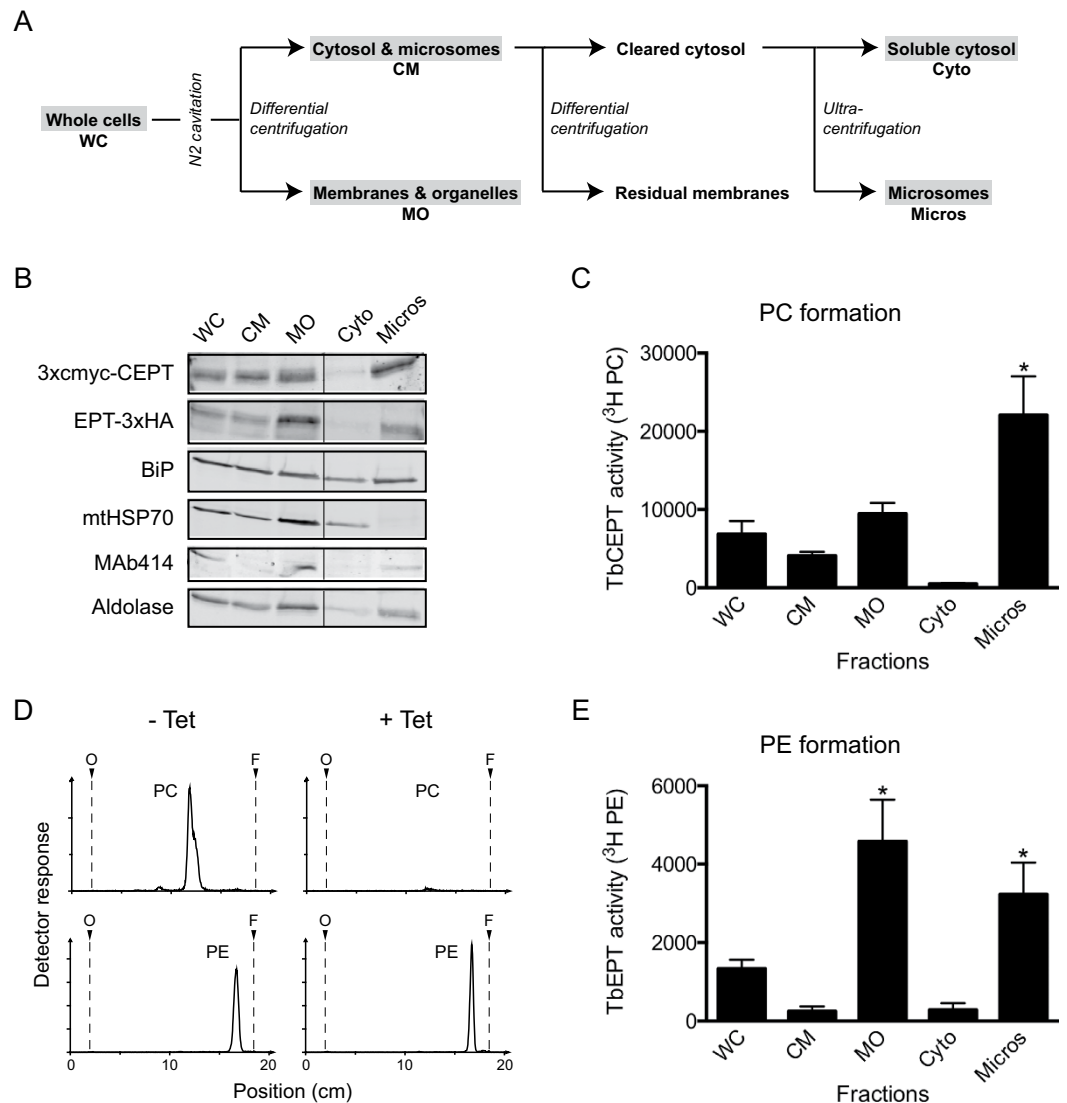 A
Whole cells
WC
N2 cavitation
Cytosol & microsomes
CM
Differential
centrifugation
Membranes & organelles
MO
Cleared cytosol
Differential
centrifugation
Residual membranes
Soluble cytosol
Cyto
Ultra-
centrifugation
Microsomes
Micros
B
WC
CM
MO
Cyto
Micros
3xcmyc-CEPT
EPT-3xHA
BiP
mtHSP70
MAb414
Aldolase
C
PC formation
TbCEPT activity (³H PC)
30000
20000
10000
0
*
WC
CM
MO
Cyto
Micros
Fractions
D
- Tet
+ Tet
Detector response
O
F
PC
O
F
PC
O
F
PE
O
F
PE
0
10
20
0
10
20
Position (cm)
E
PE formation
TbEPT activity (³H PE)
6000
4000
2000
0
*
*
WC
CM
MO
Cyto
Micros
Fractions